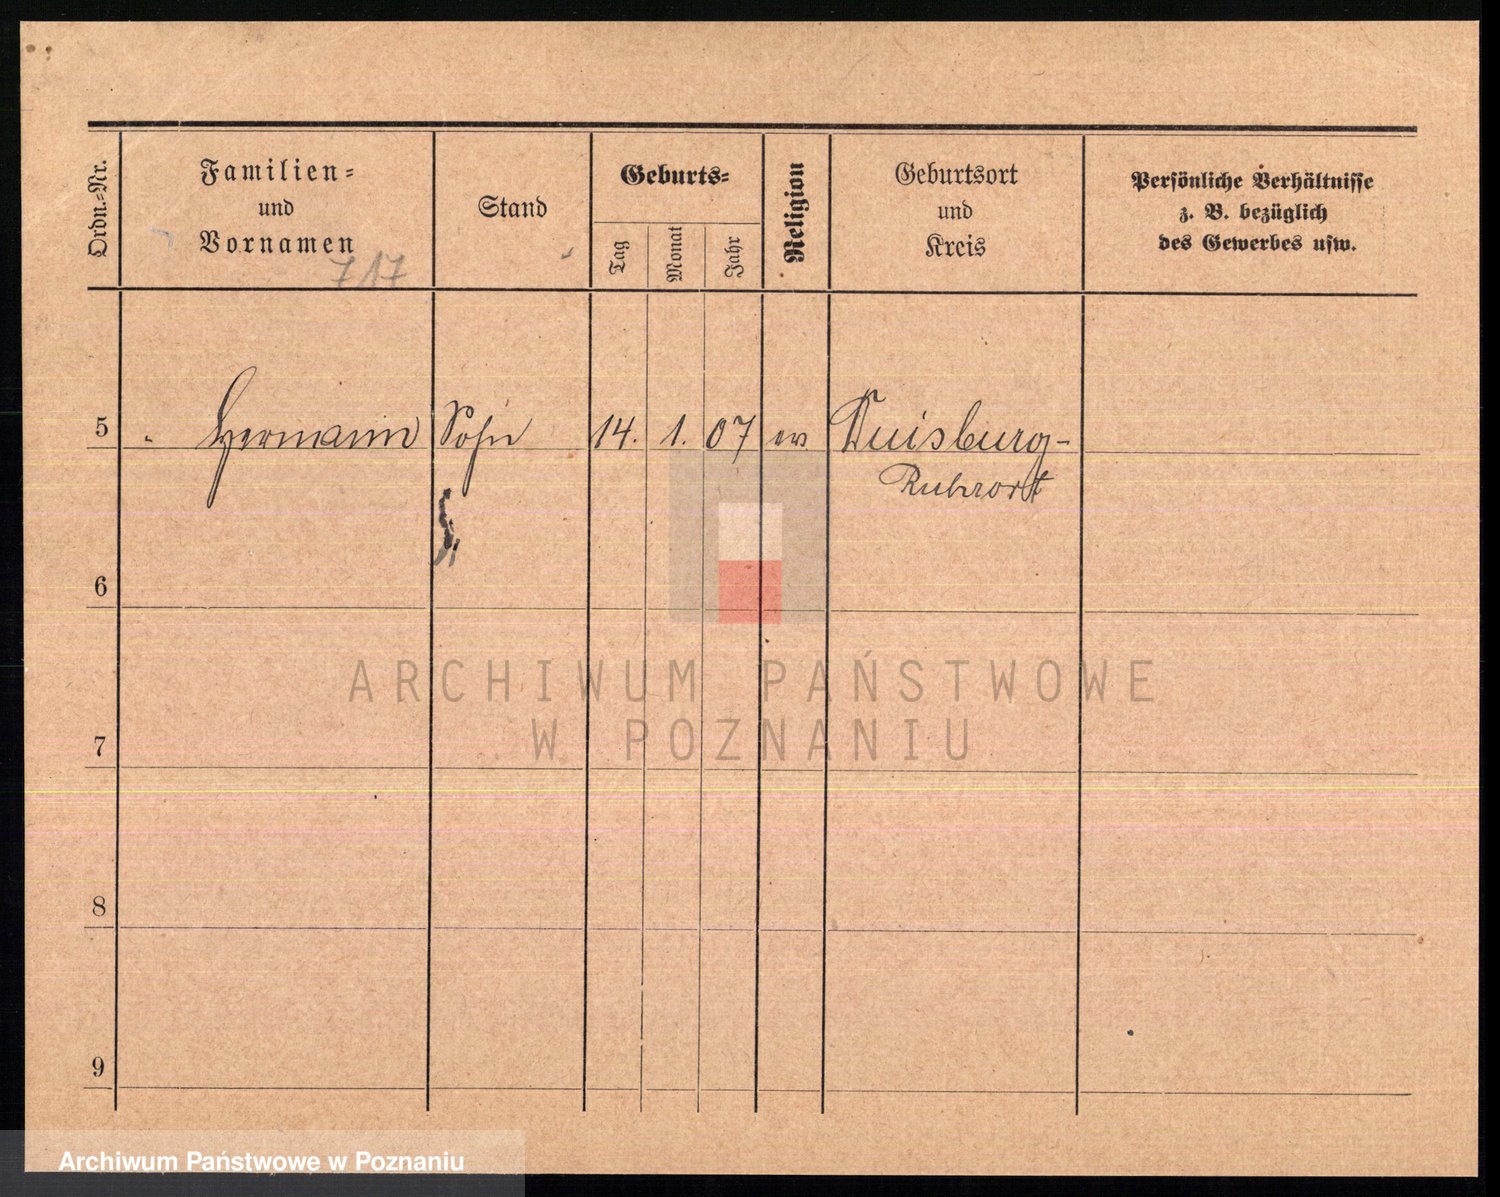 Ordn.-Nr.
Familien-
und
Vornamen
717
Stand
Geburts-
Tag
Monat
Jahr
Religion
Geburtsort
und
Kreis
Persönliche Verhältnisse
z. B. bezüglich
des Gewerbes usw.
5 " Hermann Sohn 14. 1. 07 ev Duisburg-
Ruhrort
6
7
8
9
ARCHIWUM PAŃSTWOWE
W POZNANIU
Archiwum Państwowe w Poznaniu